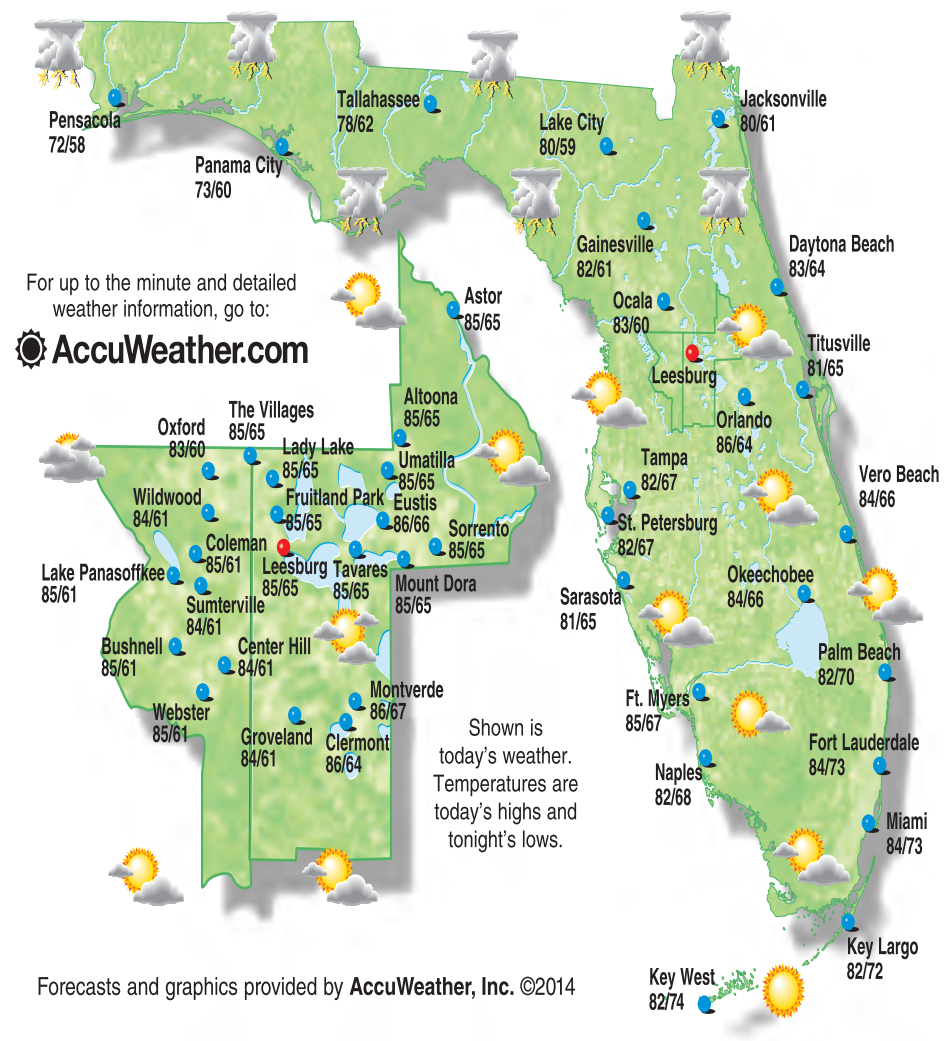 Pensacola
72/58
Panama City
73/60
Tallahassee
78/62
Lake City
80/59
Jacksonville
80/61
Gainesville
82/61
Daytona Beach
83/64
Ocala
83/60
Titusville
81/65
Leesburg
Orlando
86/64
Tampa
82/67
St. Petersburg
82/67
Vero Beach
84/66
Sarasota
81/65
Okeechobee
84/66
Palm Beach
82/70
Ft. Myers
85/67
Fort Lauderdale
84/73
Naples
82/68
Miami
84/73
Key Largo
82/72
Key West
82/74
For up to the minute and detailed
weather information, go to:
AccuWeather.com
Astor
85/65
Altoona
85/65
The Villages
85/65
Oxford
83/60
Lady Lake
85/65
Umatilla
85/65
Wildwood
84/61
Fruitland Park
85/65
Eustis
86/66
Sorrento
85/65
Coleman
85/61
Leesburg
85/65
Tavares
85/65
Mount Dora
85/65
Lake Panasoffkee
85/61
Sumterville
84/61
Bushnell
85/61
Center Hill
84/61
Webster
85/61
Montverde
86/67
Groveland
84/61
Clermont
86/64
Shown is
today's weather.
Temperatures are
today's highs and
tonight's lows.
Forecasts and graphics provided by AccuWeather, Inc. ©2014